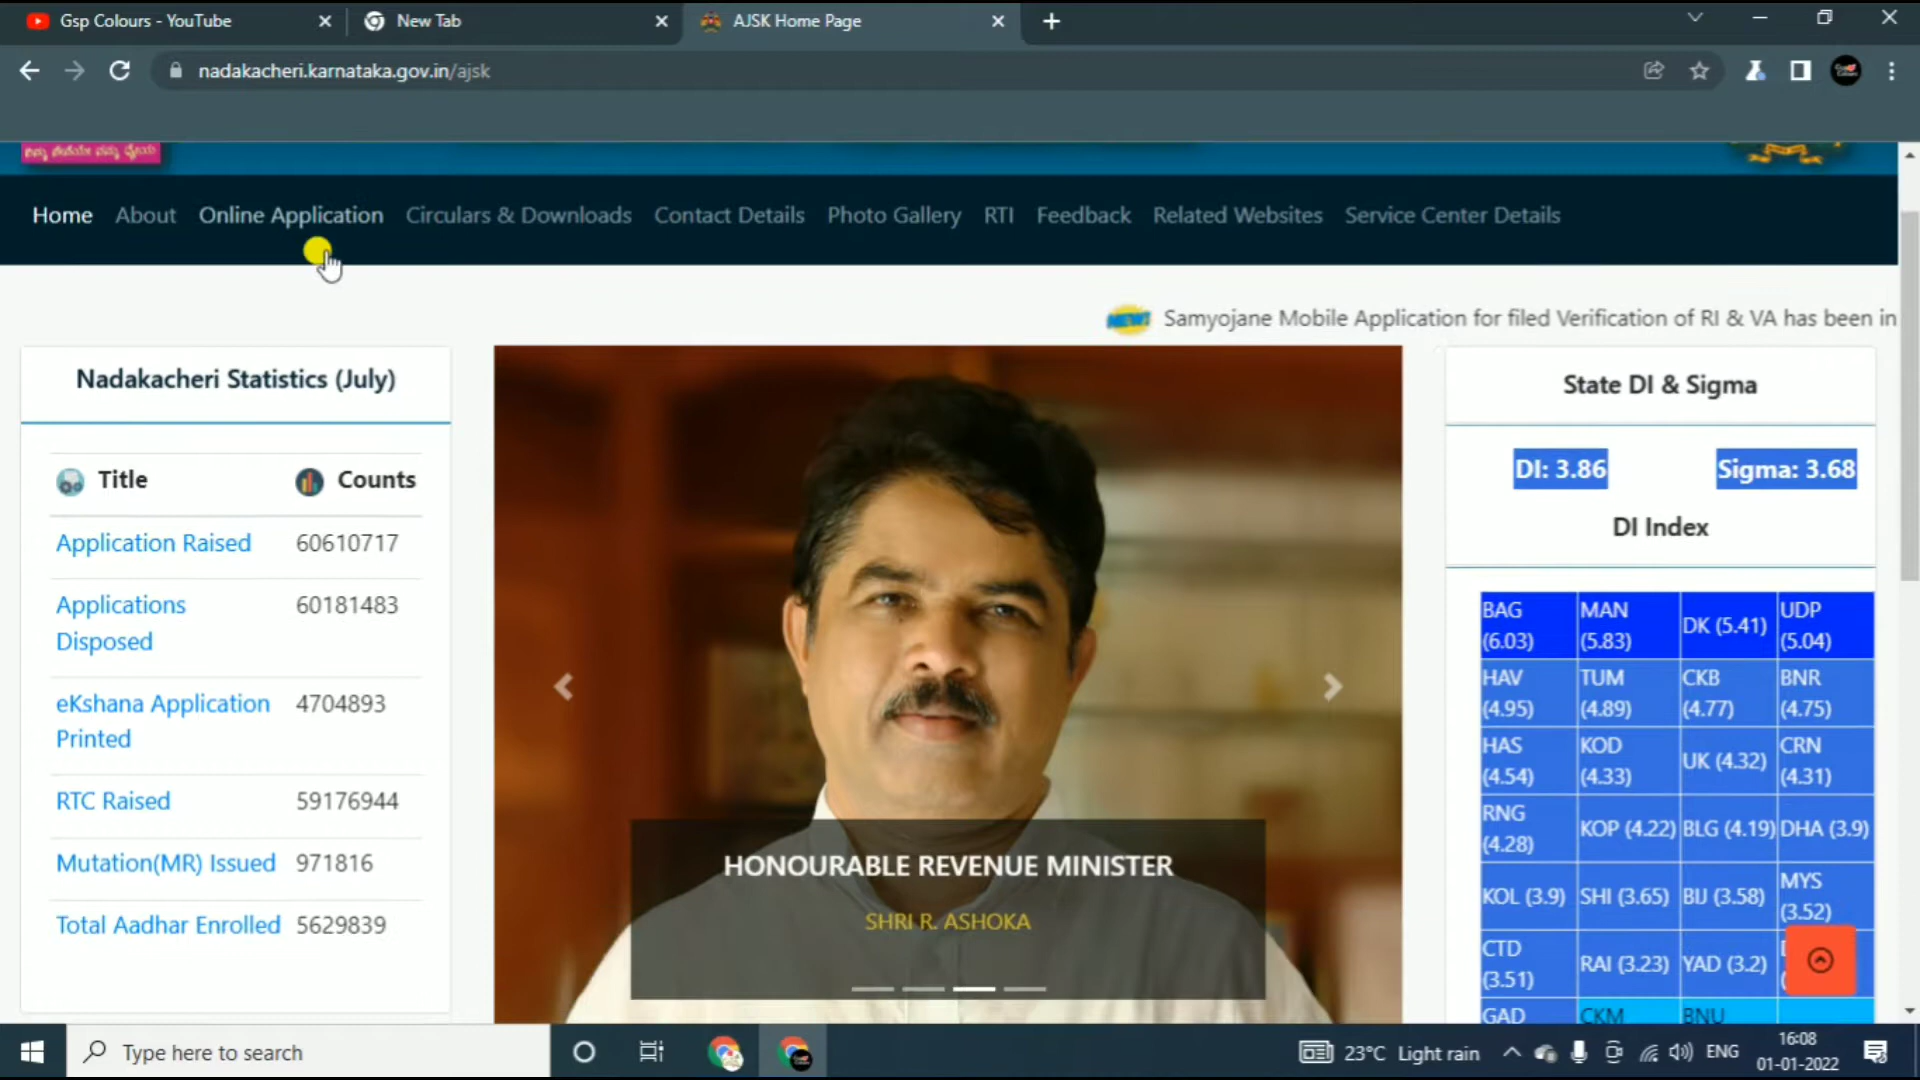 Gsp Colours - YouTube
New Tab
AJSK Home Page
nadakacheri.karnataka.gov.in/ajsk
Home About Online Application Circulars & Downloads Contact Details Photo Gallery RTI Feedback Related Websites Service Center Details
Samyojane Mobile Application for filed Verification of RI & VA has been in
Nadakacheri Statistics (July)
Title Counts
Application Raised 60610717
Applications 60181483
Disposed
eKshana Application 4704893
Printed
RTC Raised 59176944
Mutation(MR) Issued 971816
Total Aadhar Enrolled 5629839
HONOURABLE REVENUE MINISTER
SHRI R. ASHOKA
State DI & Sigma
DI: 3.86 Sigma: 3.68
DI Index
BAG (6.03) MAN (5.83) DK (5.41) UDP (5.04)
HAV (4.95) TUM (4.89) CKB (4.77) BNR (4.75)
HAS (4.54) KOD (4.33) UK (4.32) CRN (4.31)
RNG (4.28) KOP (4.22) BLG (4.19) DHA (3.9)
KOL (3.9) SHI (3.65) BIJ (3.58) MYS (3.52)
CTD (3.51) RAI (3.23) YAD (3.2)
GAD CKM BNU
Type here to search
23°C Light rain
ENG
16:08
01-01-2022